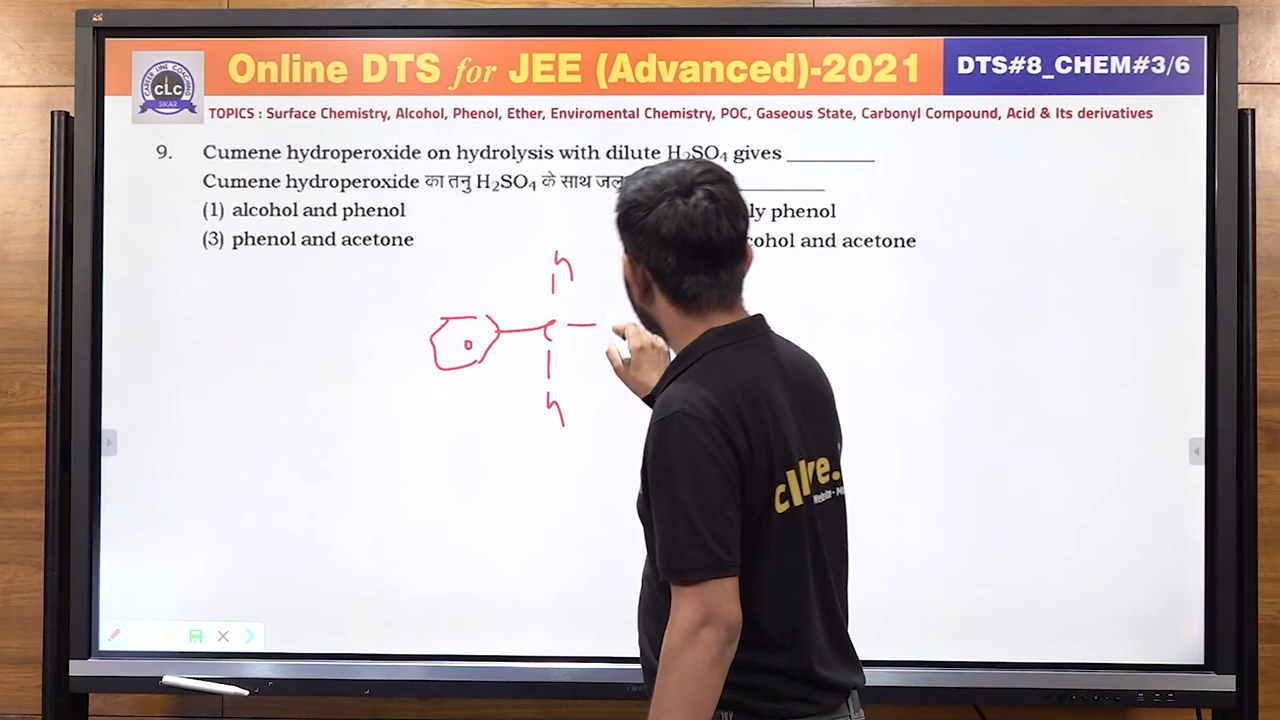 Online DTS for JEE (Advanced)-2021
DTS#8_CHEM#3/6
CAREER LINE COACHING
cLc
SIKAR
TOPICS : Surface Chemistry, Alcohol, Phenol, Ether, Enviromental Chemistry, POC, Gaseous State, Carbonyl Compound, Acid & Its derivatives
9. Cumene hydroperoxide on hydrolysis with dilute H₂SO₄ gives ________
Cumene hydroperoxide का तनु H₂SO₄ के साथ ________
(1) alcohol and phenol
ly phenol
(3) phenol and acetone
cohol and acetone